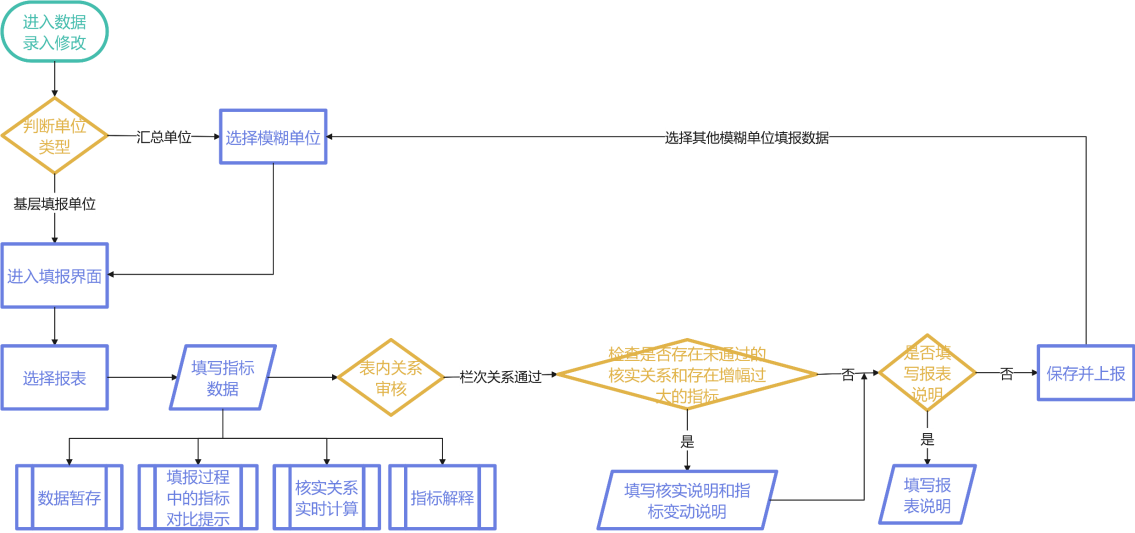 进入数据
录入修改
判断单位
类型
汇总单位
选择模糊单位
选择其他模糊单位填报数据
基层填报单位
进入填报界面
选择报表
填写指标
数据
表内关系
审核
栏次关系通过
检查是否存在未通过的
核实关系和存在增幅过
大的指标
否
是否填
写报表
说明
否
保存并上报
是
是
数据暂存
填报过程
中的指标
对比提示
核实关系
实时计算
指标解释
填写核实说明和指
标变动说明
填写报
表说明